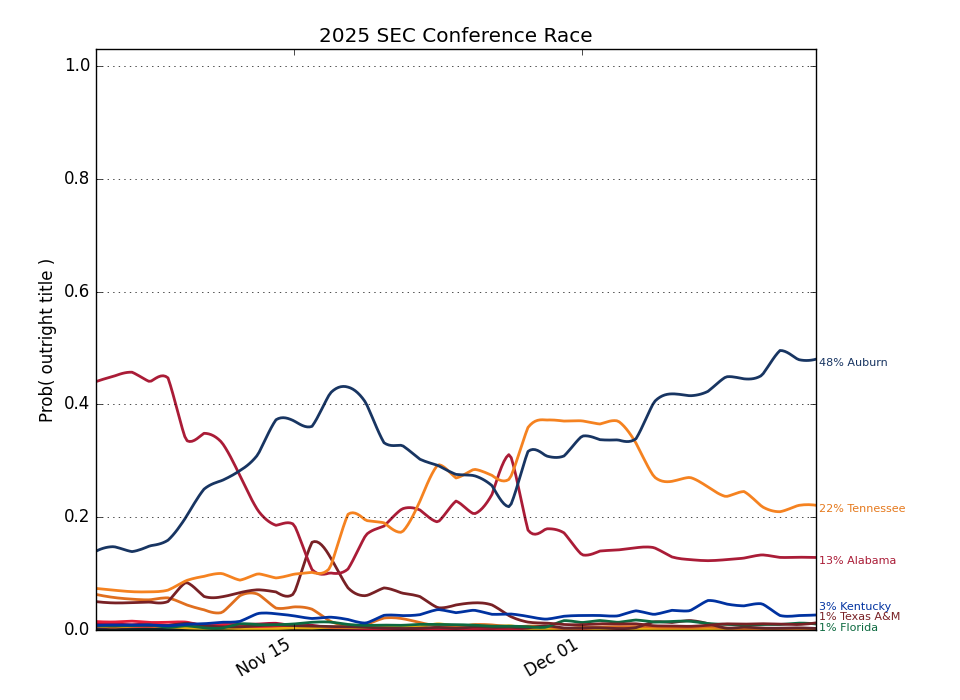 2025 SEC Conference Race
Prob( outright title )
1.0
0.8
0.6
0.4
0.2
0.0
Nov 15
Dec 01
48% Auburn
22% Tennessee
13% Alabama
3% Kentucky
1% Texas A&M
1% Florida